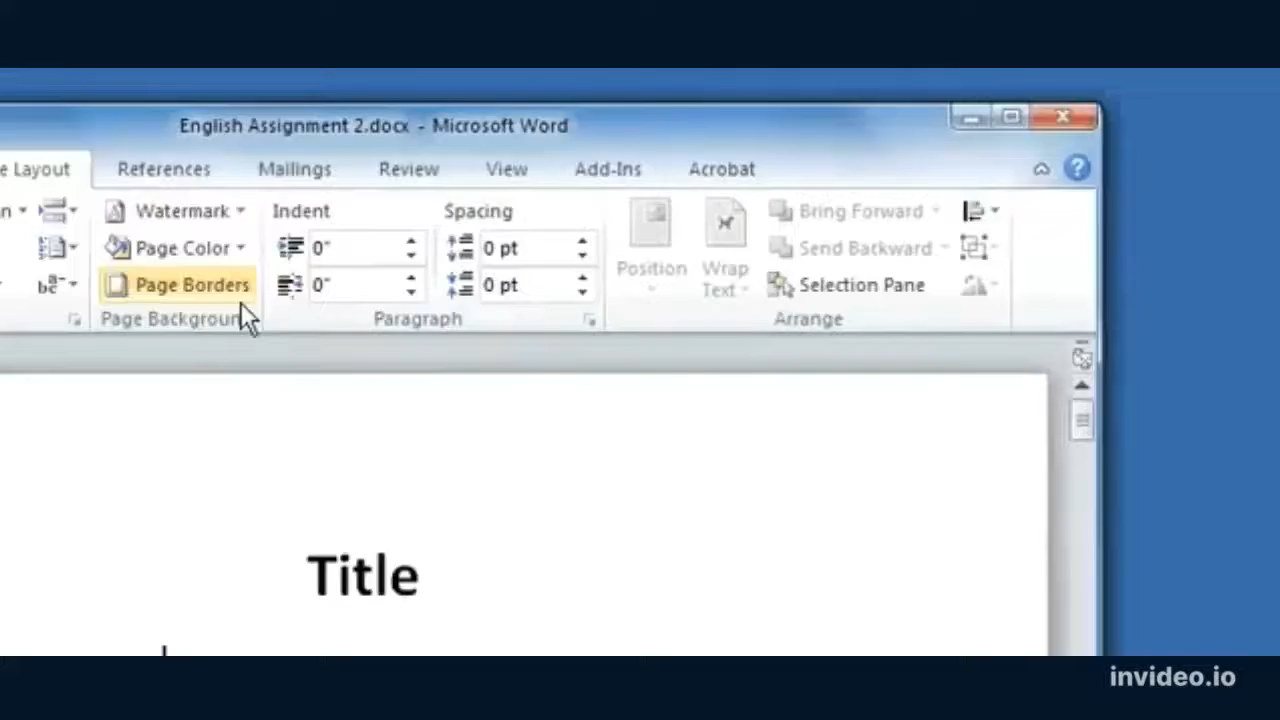 English Assignment 2.docx - Microsoft Word
e Layout References Mailings Review View Add-Ins Acrobat
n Watermark Indent Spacing Bring Forward
Page Color 0" 0 pt Position Wrap Text Send Backward
Page Borders 0" 0 pt Selection Pane
Page Backgroun Paragraph Arrange
Title
invideo.io